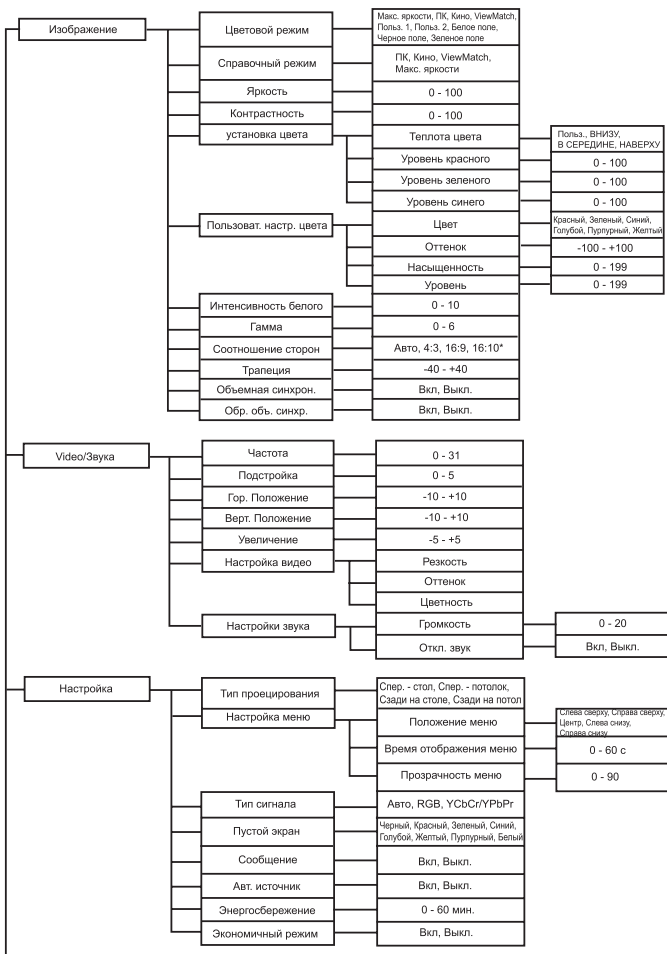 Изображение
Цветовой режим
Макс. яркости, ПК, Кино, ViewMatch,
Польз. 1, Польз. 2, Белое поле,
Черное поле, Зеленое поле
Справочный режим
ПК, Кино, ViewMatch,
Макс. яркости
Яркость
0 - 100
Контрастность
0 - 100
установка цвета
Теплота цвета
Польз., ВНИЗУ,
В СЕРЕДИНЕ, НАВЕРХУ
Уровень красного
0 - 100
Уровень зеленого
0 - 100
Уровень синего
0 - 100
Пользоват. настр. цвета
Цвет
Красный, Зеленый, Синий,
Голубой, Пурпурный, Желтый
Оттенок
-100 - +100
Насыщенность
0 - 199
Уровень
0 - 199
Интенсивность белого
0 - 10
Гамма
0 - 6
Соотношение сторон
Авто, 4:3, 16:9, 16:10*
Трапеция
-40 - +40
Объемная синхрон.
Вкл, Выкл.
Обр. об. синхр.
Вкл, Выкл.
Video/Звука
Частота
0 - 31
Подстройка
0 - 5
Гор. Положение
-10 - +10
Верт. Положение
-10 - +10
Увеличение
-5 - +5
Настройка видео
Резкость
Оттенок
Цветность
Настройки звука
Громкость
0 - 20
Откл. звук
Вкл, Выкл.
Настройка
Тип проецирования
Спер. - стол, Спер. - потолок,
Сзади на столе, Сзади на потол
Настройка меню
Положение меню
Слева сверху, Справа сверху,
Центр, Слева снизу,
Справа снизу
Время отображения меню
0 - 60 с
Прозрачность меню
0 - 90
Тип сигнала
Авто, RGB, YCbCr/YPbPr
Пустой экран
Черный, Красный, Зеленый, Синий,
Голубой, Желтый, Пурпурный, Белый
Сообщение
Вкл, Выкл.
Авт. источник
Вкл, Выкл.
Энергосбережение
0 - 60 мин.
Экономичный режим
Вкл, Выкл.